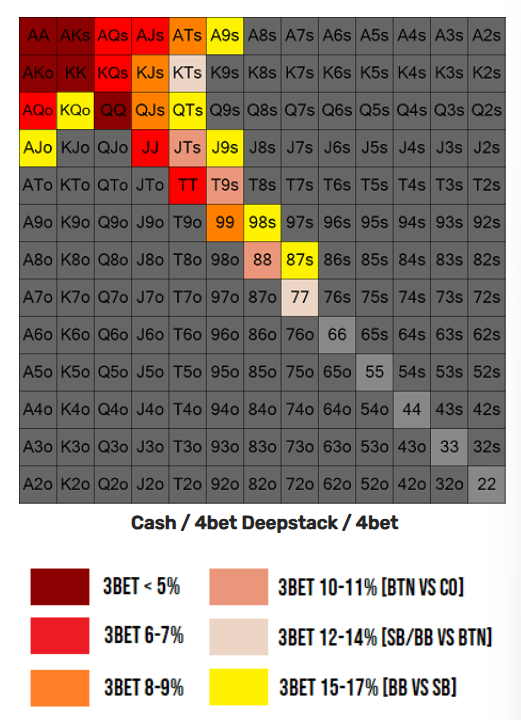 AA AKs AQs AJs ATs A9s A8s A7s A6s A5s A4s A3s A2s
AKo KK KQs KJs KTs K9s K8s K7s K6s K5s K4s K3s K2s
AQo KQo QQ QJs QTs Q9s Q8s Q7s Q6s Q5s Q4s Q3s Q2s
AJo KJo QJo JJ JTs J9s J8s J7s J6s J5s J4s J3s J2s
ATo KTo QTo JTo TT T9s T8s T7s T6s T5s T4s T3s T2s
A9o K9o Q9o J9o T9o 99 98s 97s 96s 95s 94s 93s 92s
A8o K8o Q8o J8o T8o 98o 88 87s 86s 85s 84s 83s 82s
A7o K7o Q7o J7o T7o 97o 87o 77 76s 75s 74s 73s 72s
A6o K6o Q6o J6o T6o 96o 86o 76o 66 65s 64s 63s 62s
A5o K5o Q5o J5o T5o 95o 85o 75o 65o 55 54s 53s 52s
A4o K4o Q4o J4o T4o 94o 84o 74o 64o 54o 44 43s 42s
A3o K3o Q3o J3o T3o 93o 83o 73o 63o 53o 43o 33 32s
A2o K2o Q2o J2o T2o 92o 82o 72o 62o 52o 42o 32o 22
Cash / 4bet Deepstack / 4bet
3BET < 5% 3BET 10-11% [BTN VS CO]
3BET 6-7% 3BET 12-14% [SB/BB VS BTN]
3BET 8-9% 3BET 15-17% [BB VS SB]